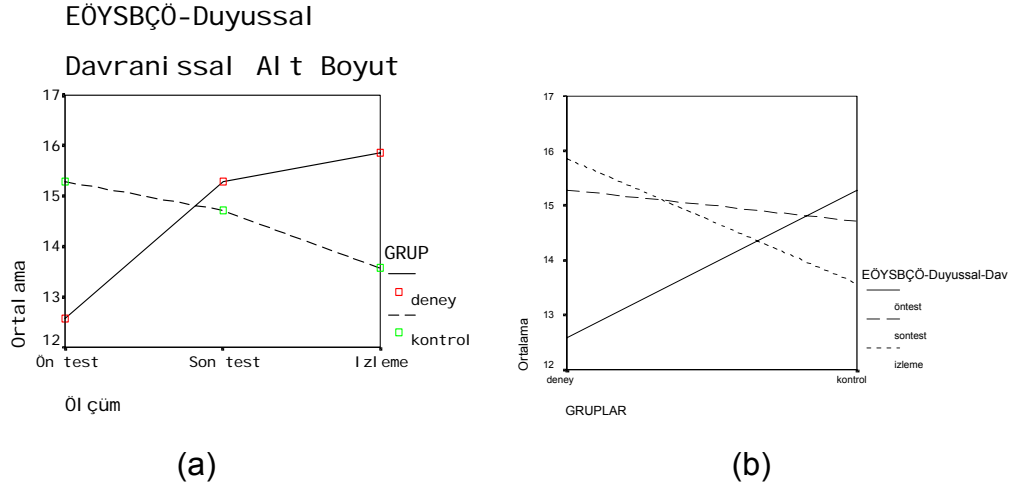 EÖYSBÇÖ-Duyussal
Davranissal Alt Boyut
17
16
15
14
13
12
Ortalama
Ön test
Son test
Izleme
Ölçüm
GRUP
deney
kontrol
(a)
17
16
15
14
13
12
Ortalama
deney
kontrol
GRUPLAR
EÖYSBÇÖ-Duyussal-Dav
öntest
sontest
izleme
(b)